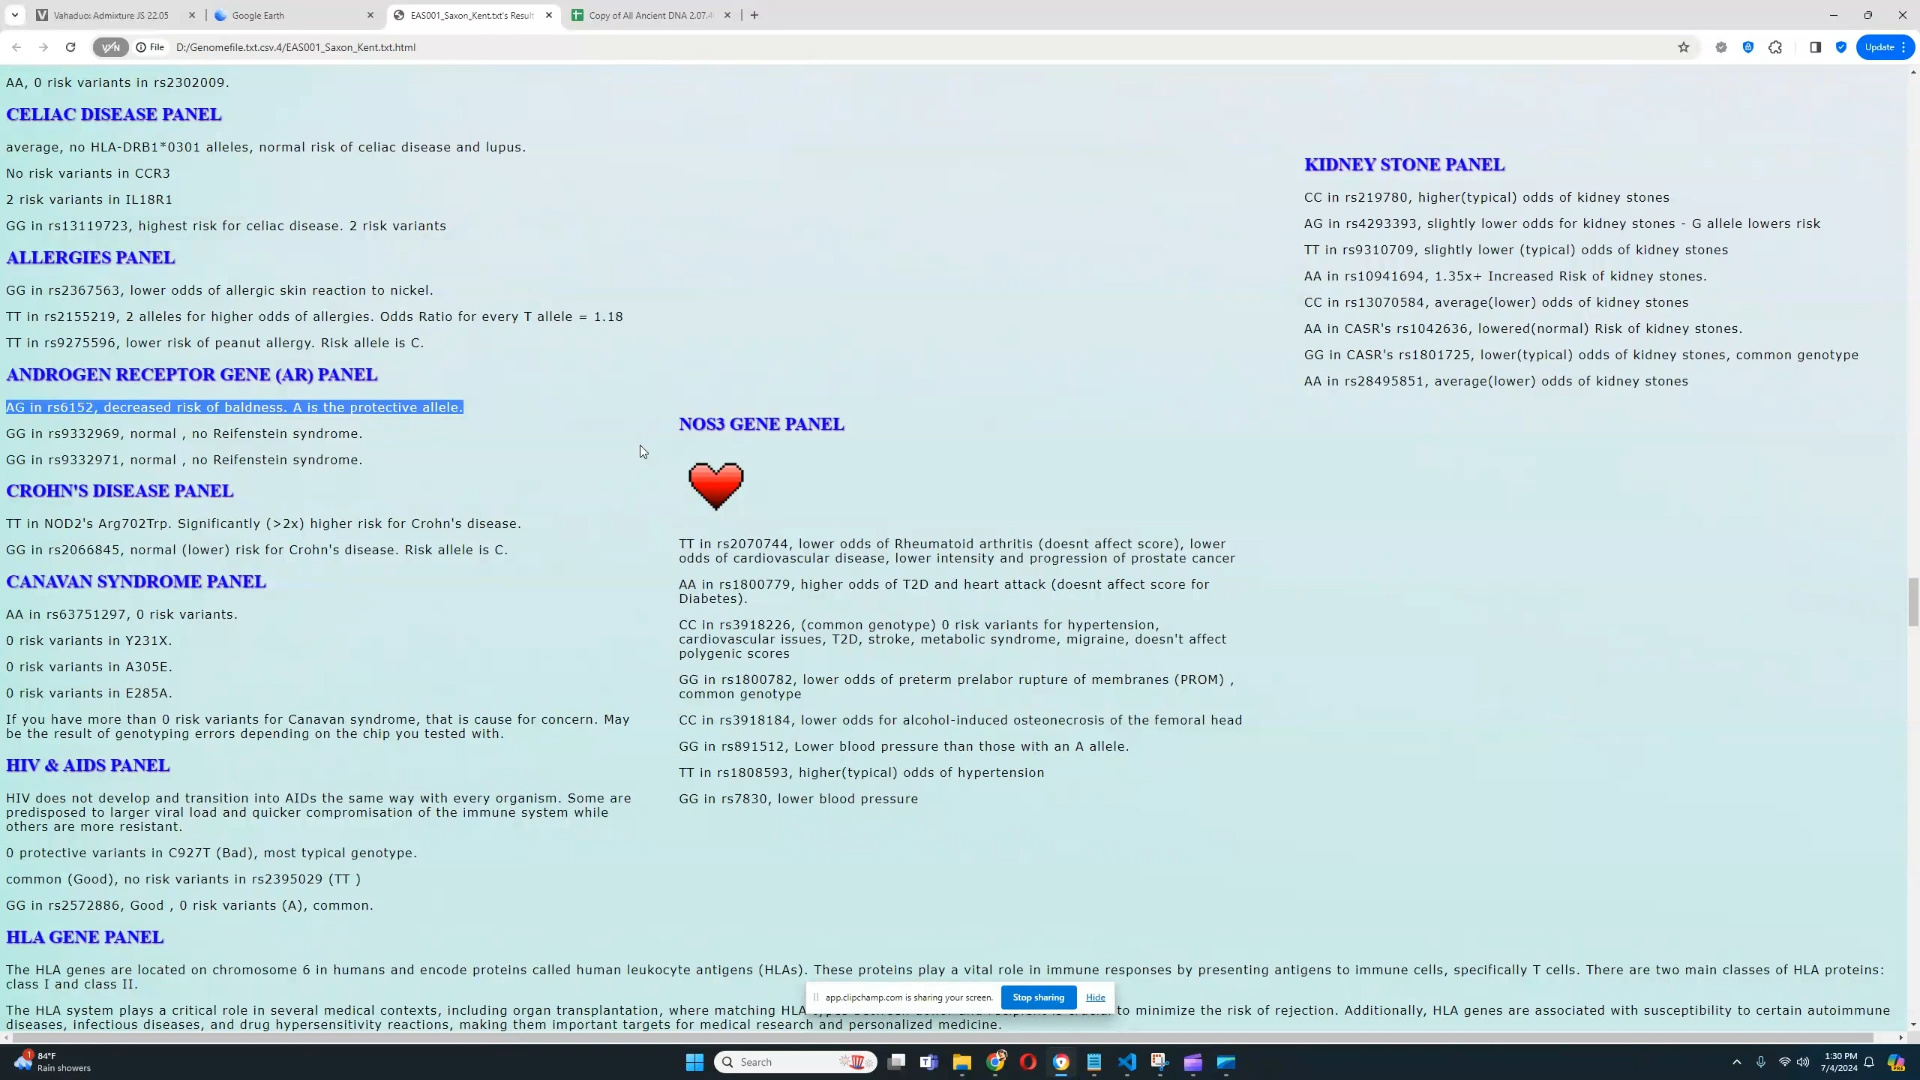 Vahaduo: Admixture JS 22.05
Google Earth
EAS001_Saxon_Kent.txt's Result
Copy of All Ancient DNA 2.07.4
File
D:/Genomefile.txt.csv.4/EAS001_Saxon_Kent.txt.html
Update
AA, 0 risk variants in rs2302009.
CELIAC DISEASE PANEL
average, no HLA-DRB1*0301 alleles, normal risk of celiac disease and lupus.
No risk variants in CCR3
2 risk variants in IL18R1
GG in rs13119723, highest risk for celiac disease. 2 risk variants
ALLERGIES PANEL
GG in rs2367563, lower odds of allergic skin reaction to nickel.
TT in rs2155219, 2 alleles for higher odds of allergies. Odds Ratio for every T allele = 1.18
TT in rs9275596, lower risk of peanut allergy. Risk allele is C.
ANDROGEN RECEPTOR GENE (AR) PANEL
AG in rs6152, decreased risk of baldness. A is the protective allele.
GG in rs9332969, normal , no Reifenstein syndrome.
GG in rs9332971, normal , no Reifenstein syndrome.
CROHN'S DISEASE PANEL
TT in NOD2's Arg702Trp. Significantly (>2x) higher risk for Crohn's disease.
GG in rs2066845, normal (lower) risk for Crohn's disease. Risk allele is C.
CANAVAN SYNDROME PANEL
AA in rs63751297, 0 risk variants.
0 risk variants in Y231X.
0 risk variants in A305E.
0 risk variants in E285A.
If you have more than 0 risk variants for Canavan syndrome, that is cause for concern. May
be the result of genotyping errors depending on the chip you tested with.
HIV & AIDS PANEL
HIV does not develop and transition into AIDs the same way with every organism. Some are
predisposed to larger viral load and quicker compromisation of the immune system while
others are more resistant.
0 protective variants in C927T (Bad), most typical genotype.
common (Good), no risk variants in rs2395029 (TT )
GG in rs2572886, Good , 0 risk variants (A), common.
NOS3 GENE PANEL
TT in rs2070744, lower odds of Rheumatoid arthritis (doesnt affect score), lower
odds of cardiovascular disease, lower intensity and progression of prostate cancer
AA in rs1800779, higher odds of T2D and heart attack (doesnt affect score for
Diabetes).
CC in rs3918226, (common genotype) 0 risk variants for hypertension,
cardiovascular issues, T2D, stroke, metabolic syndrome, migraine, doesn't affect
polygenic scores
GG in rs1800782, lower odds of preterm prelabor rupture of membranes (PROM) ,
common genotype
CC in rs3918184, lower odds for alcohol-induced osteonecrosis of the femoral head
GG in rs891512, Lower blood pressure than those with an A allele.
TT in rs1808593, higher(typical) odds of hypertension
GG in rs7830, lower blood pressure
KIDNEY STONE PANEL
CC in rs219780, higher(typical) odds of kidney stones
AG in rs4293393, slightly lower odds for kidney stones - G allele lowers risk
TT in rs9310709, slightly lower (typical) odds of kidney stones
AA in rs10941694, 1.35x+ Increased Risk of kidney stones.
CC in rs13070584, average(lower) odds of kidney stones
AA in CASR's rs1042636, lowered(normal) Risk of kidney stones.
GG in CASR's rs1801725, lower(typical) odds of kidney stones, common genotype
AA in rs28495851, average(lower) odds of kidney stones
HLA GENE PANEL
The HLA genes are located on chromosome 6 in humans and encode proteins called human leukocyte antigens (HLAs). These proteins play a vital role in immune responses by presenting antigens to immune cells, specifically T cells. There are two main classes of HLA proteins:
class I and class II.
The HLA system plays a critical role in several medical contexts, including organ transplantation, where matching HLA to minimize the risk of rejection. Additionally, HLA genes are associated with susceptibility to certain autoimmune
diseases, infectious diseases, and drug hypersensitivity reactions, making them important targets for medical research and personalized medicine.
app.clipchamp.com is sharing your screen.
Stop sharing
Hide
84°F
Rain showers
Search
1:30 PM
7/4/2024